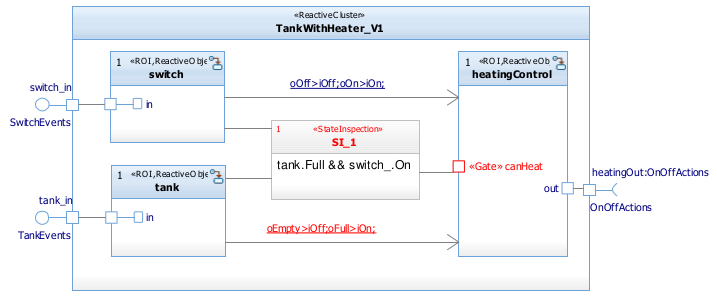 «ReactiveCluster»
TankWithHeater_V1
1 «ROI,ReactiveObje
switch
1 «ROI,ReactiveOb
heatingControl
switch_in
SwitchEvents
in
oOff>iOff;oOn>iOn;
1 «StateInspection»
SI_1
tank.Full && switch_.On
1 «ROI,ReactiveObje
tank
«Gate» canHeat
heatingOut:OnOffActions
out
OnOffActions
tank_in
TankEvents
in
oEmpty>iOff;oFull>iOn;